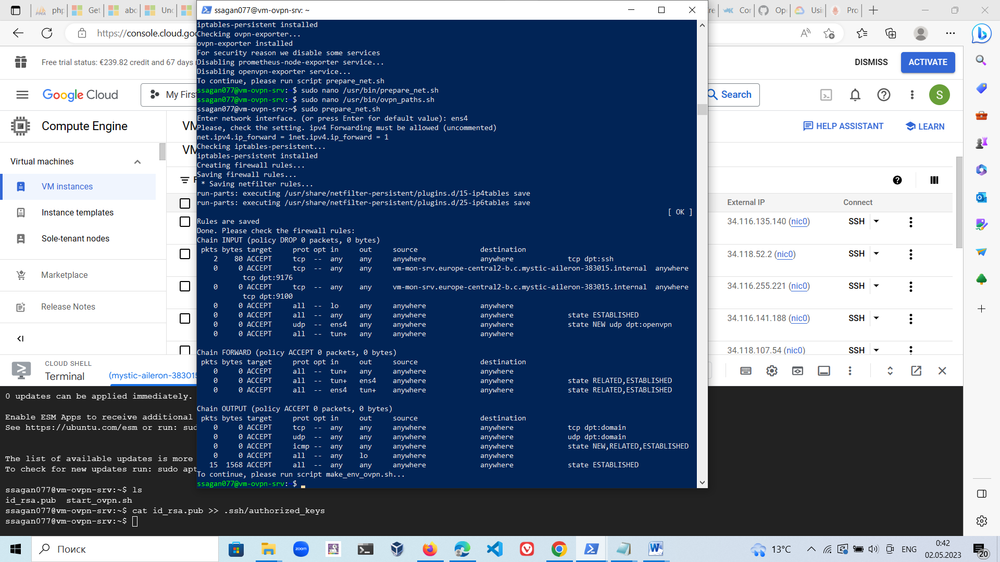 php
Get
abo
Unc
ssagan077@vm-ovpn-srv: ~
re
Cor
Op
Usi
Pro
https://console.cloud.goo
Free trial status: €239.82 credit and 67 days
DISMISS
ACTIVATE
Google Cloud
My Firs
Search
S
Compute Engine
VM
HELP ASSISTANT
LEARN
Virtual machines
VM instances
Instance templates
Sole-tenant nodes
Marketplace
Release Notes
VM
F
External IP
Connect
34.116.135.140 (nic0)
SSH
34.118.52.2 (nic0)
SSH
34.116.255.221 (nic0)
SSH
34.116.141.188 (nic0)
SSH
34.118.107.54 (nic0)
SSH
iptables-persistent installed
Checking ovpn-exporter...
ovpn-exporter installed
For security reason we disable some services
Disabling prometheus-node-exporter service...
Disabling openvpn-exporter service...
To continue, please run script prepare_net.sh
ssagan077@vm-ovpn-srv:~$ sudo nano /usr/bin/prepare_net.sh
ssagan077@vm-ovpn-srv:~$ sudo nano /usr/bin/ovpn_paths.sh
ssagan077@vm-ovpn-srv:~$ sudo prepare_net.sh
Enter network interface. (or press Enter for default value): ens4
Please, check the setting. ipv4 Forwarding must be allowed (uncommented)
net.ipv4.ip_forward = 1net.ipv4.ip_forward = 1
Checking iptables-persistent...
iptables-persistent installed
Creating firewall rules...
Saving firewall rules...
* Saving netfilter rules...
run-parts: executing /usr/share/netfilter-persistent/plugins.d/15-ip4tables save
run-parts: executing /usr/share/netfilter-persistent/plugins.d/25-ip6tables save
[ OK ]
Rules are saved
Done. Please check the firewall rules:
Chain INPUT (policy DROP 0 packets, 0 bytes)
pkts bytes target prot opt in out source destination
2 80 ACCEPT tcp -- any any anywhere anywhere tcp dpt:ssh
0 0 ACCEPT tcp -- any any vm-mon-srv.europe-central2-b.c.mystic-aileron-383015.internal anywhere
tcp dpt:9176
0 0 ACCEPT tcp -- any any vm-mon-srv.europe-central2-b.c.mystic-aileron-383015.internal anywhere
tcp dpt:9100
0 0 ACCEPT all -- lo any anywhere anywhere
0 0 ACCEPT all -- any any anywhere anywhere state ESTABLISHED
0 0 ACCEPT udp -- ens4 any anywhere anywhere state NEW udp dpt:openvpn
0 0 ACCEPT all -- tun+ any anywhere anywhere
Chain FORWARD (policy ACCEPT 0 packets, 0 bytes)
pkts bytes target prot opt in out source destination
0 0 ACCEPT all -- tun+ any anywhere anywhere
0 0 ACCEPT all -- tun+ ens4 anywhere anywhere state RELATED,ESTABLISHED
0 0 ACCEPT all -- ens4 tun+ anywhere anywhere state RELATED,ESTABLISHED
Chain OUTPUT (policy ACCEPT 0 packets, 0 bytes)
pkts bytes target prot opt in out source destination
0 0 ACCEPT tcp -- any any anywhere anywhere tcp dpt:domain
0 0 ACCEPT udp -- any any anywhere anywhere udp dpt:domain
0 0 ACCEPT icmp -- any any anywhere anywhere state NEW,RELATED,ESTABLISHED
0 0 ACCEPT all -- any lo anywhere anywhere
15 1568 ACCEPT all -- any any anywhere anywhere state ESTABLISHED
To continue, please run script make_env_ovpn.sh...
ssagan077@vm-ovpn-srv:~$
CLOUD SHELL
Terminal
(mystic-aileron-383015
0 updates can be applied immediately.
Enable ESM Apps to receive additional
See https://ubuntu.com/esm or run: sud
The list of available updates is more
To check for new updates run: sudo apt
ssagan077@vm-ovpn-srv:~$ ls
id_rsa.pub start_ovpn.sh
ssagan077@vm-ovpn-srv:~$ cat id_rsa.pub >> .ssh/authorized_keys
ssagan077@vm-ovpn-srv:~$
Поиск
zoom
13°C
ENG
0:42
02.05.2023
20